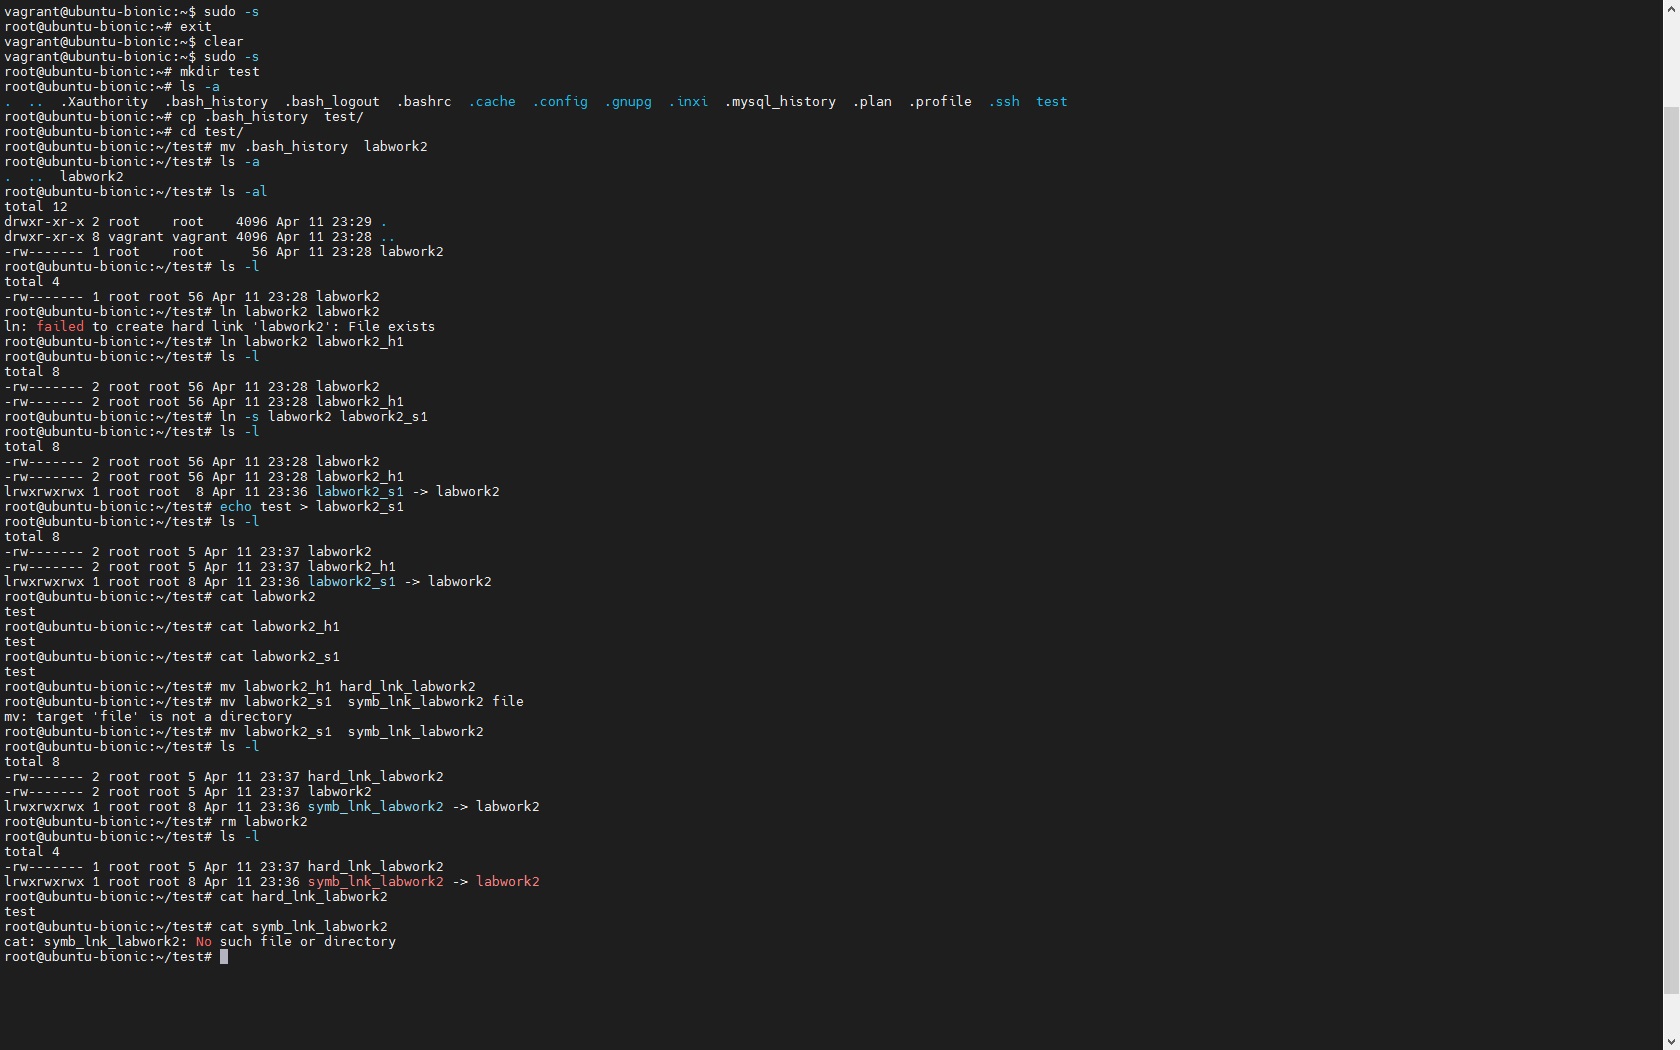 vagrant@ubuntu-bionic:~$ sudo -s
root@ubuntu-bionic:~# exit
vagrant@ubuntu-bionic:~$ clear
vagrant@ubuntu-bionic:~$ sudo -s
root@ubuntu-bionic:~# mkdir test
root@ubuntu-bionic:~# ls -a
.  ..  .Xauthority  .bash_history  .bash_logout  .bashrc  .cache  .config  .gnupg  .inxi  .mysql_history  .plan  .profile  .ssh  test
root@ubuntu-bionic:~# cp .bash_history  test/
root@ubuntu-bionic:~# cd test/
root@ubuntu-bionic:~/test# mv .bash_history  labwork2
root@ubuntu-bionic:~/test# ls -a
.  ..  labwork2
root@ubuntu-bionic:~/test# ls -al
total 12
drwxr-xr-x 2 root    root    4096 Apr 11 23:29 .
drwxr-xr-x 8 vagrant vagrant 4096 Apr 11 23:28 ..
-rw------- 1 root    root      56 Apr 11 23:28 labwork2
root@ubuntu-bionic:~/test# ls -l
total 4
-rw------- 1 root root 56 Apr 11 23:28 labwork2
root@ubuntu-bionic:~/test# ln labwork2 labwork2
ln: failed to create hard link 'labwork2': File exists
root@ubuntu-bionic:~/test# ln labwork2 labwork2_h1
root@ubuntu-bionic:~/test# ls -l
total 8
-rw------- 2 root root 56 Apr 11 23:28 labwork2
-rw------- 2 root root 56 Apr 11 23:28 labwork2_h1
root@ubuntu-bionic:~/test# ln -s labwork2 labwork2_s1
root@ubuntu-bionic:~/test# ls -l
total 8
-rw------- 2 root root 56 Apr 11 23:28 labwork2
-rw------- 2 root root 56 Apr 11 23:28 labwork2_h1
lrwxrwxrwx 1 root root  8 Apr 11 23:36 labwork2_s1 -> labwork2
root@ubuntu-bionic:~/test# echo test > labwork2_s1
root@ubuntu-bionic:~/test# ls -l
total 8
-rw------- 2 root root 5 Apr 11 23:37 labwork2
-rw------- 2 root root 5 Apr 11 23:37 labwork2_h1
lrwxrwxrwx 1 root root 8 Apr 11 23:36 labwork2_s1 -> labwork2
root@ubuntu-bionic:~/test# cat labwork2
test
root@ubuntu-bionic:~/test# cat labwork2_h1
test
root@ubuntu-bionic:~/test# cat labwork2_s1
test
root@ubuntu-bionic:~/test# mv labwork2_h1 hard_lnk_labwork2
root@ubuntu-bionic:~/test# mv labwork2_s1  symb_lnk_labwork2 file
mv: target 'file' is not a directory
root@ubuntu-bionic:~/test# mv labwork2_s1  symb_lnk_labwork2
root@ubuntu-bionic:~/test# ls -l
total 8
-rw------- 2 root root 5 Apr 11 23:37 hard_lnk_labwork2
-rw------- 2 root root 5 Apr 11 23:37 labwork2
lrwxrwxrwx 1 root root 8 Apr 11 23:36 symb_lnk_labwork2 -> labwork2
root@ubuntu-bionic:~/test# rm labwork2
root@ubuntu-bionic:~/test# ls -l
total 4
-rw------- 1 root root 5 Apr 11 23:37 hard_lnk_labwork2
lrwxrwxrwx 1 root root 8 Apr 11 23:36 symb_lnk_labwork2 -> labwork2
root@ubuntu-bionic:~/test# cat hard_lnk_labwork2
test
root@ubuntu-bionic:~/test# cat symb_lnk_labwork2
cat: symb_lnk_labwork2: No such file or directory
root@ubuntu-bionic:~/test#